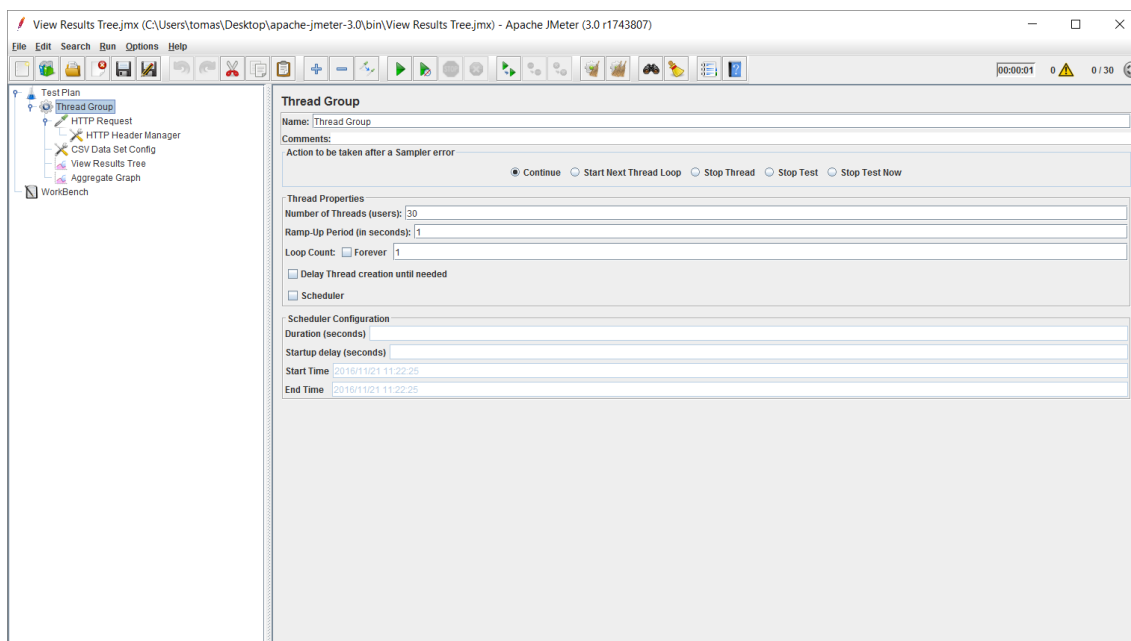 View Results Tree.jmx (C:\Users\tomas\Desktop\apache-jmeter-3.0\bin\View Results Tree.jmx) - Apache JMeter (3.0 r1743807)
File Edit Search Run Options Help
00:00:01 0 0 / 30
Test Plan
Thread Group
HTTP Request
HTTP Header Manager
CSV Data Set Config
View Results Tree
Aggregate Graph
WorkBench
Thread Group
Name: Thread Group
Comments:
Action to be taken after a Sampler error
Continue Start Next Thread Loop Stop Thread Stop Test Stop Test Now
Thread Properties
Number of Threads (users): 30
Ramp-Up Period (in seconds): 1
Loop Count: Forever 1
Delay Thread creation until needed
Scheduler
Scheduler Configuration
Duration (seconds)
Startup delay (seconds)
Start Time 2016/11/21 11:22:25
End Time 2016/11/21 11:22:25